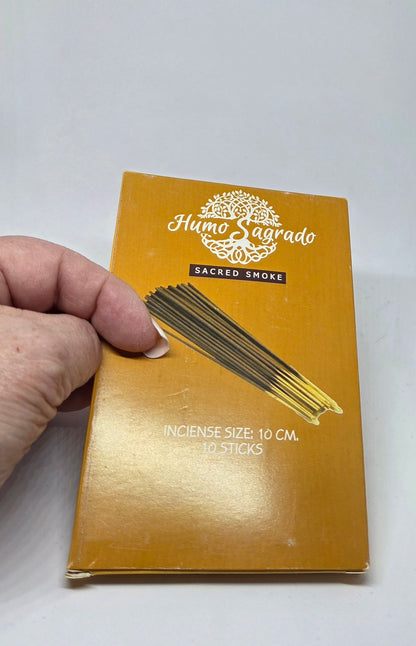 Humo Sagrado
SACRED SMOKE
INCIENSE SIZE: 10 CM.
10 STICKS